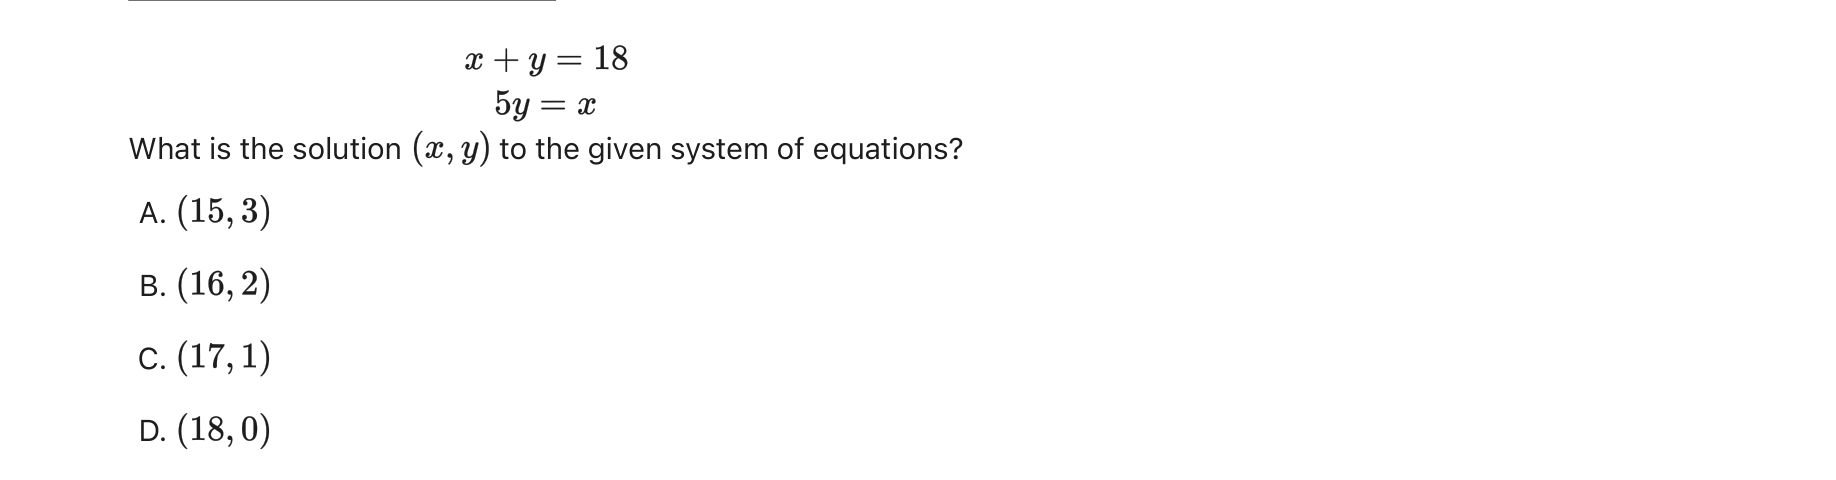 x + y = 18
5y = x
What is the solution (x, y) to the given system of equations?
A. (15, 3)
B. (16, 2)
C. (17, 1)
D. (18, 0)